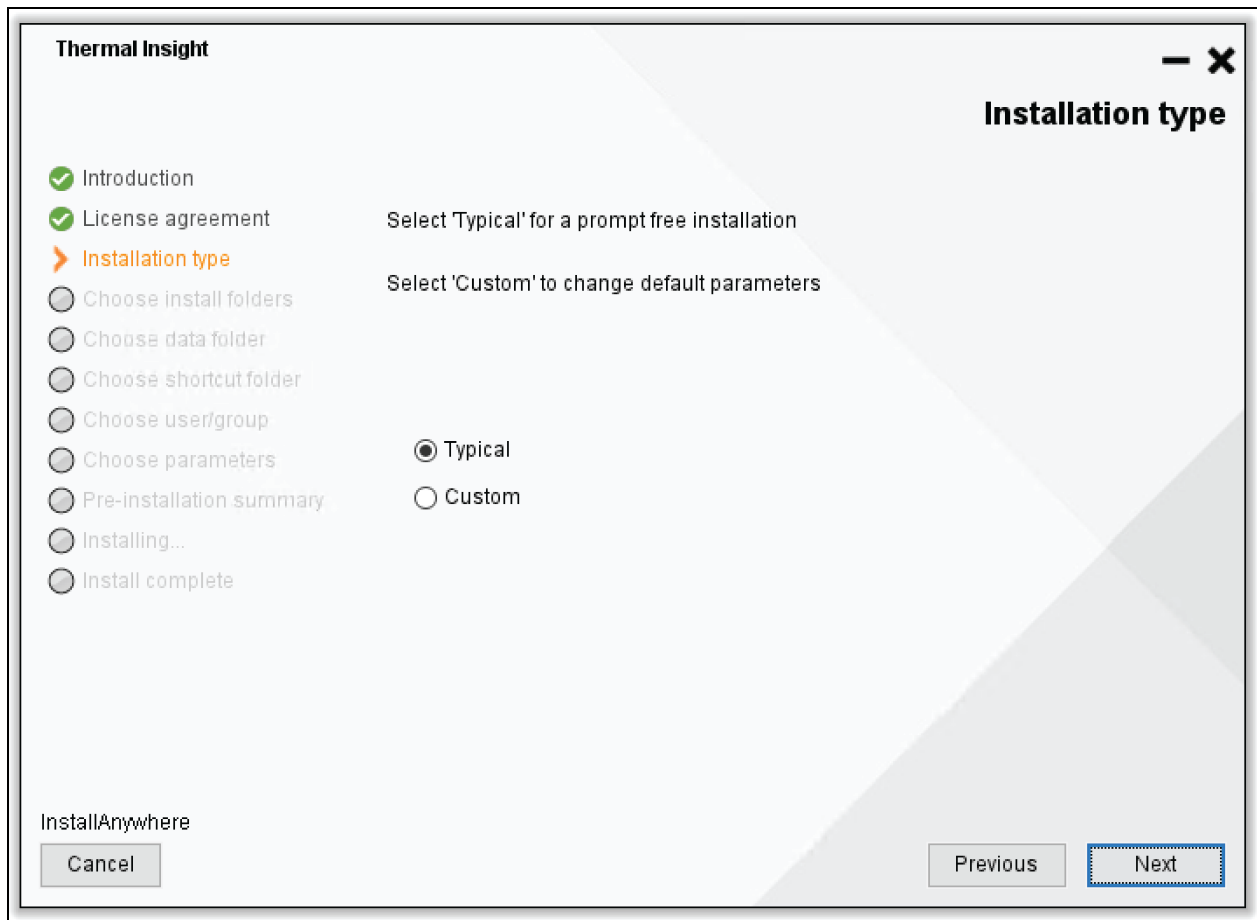 Thermal Insight
Installation type
Introduction
License agreement
Installation type
Choose install folders
Choose data folder
Choose shortcut folder
Choose user/group
Choose parameters
Pre-installation summary
Installing...
Install complete
Select 'Typical' for a prompt free installation
Select 'Custom' to change default parameters
Typical
Custom
InstallAnywhere
Cancel
Previous
Next